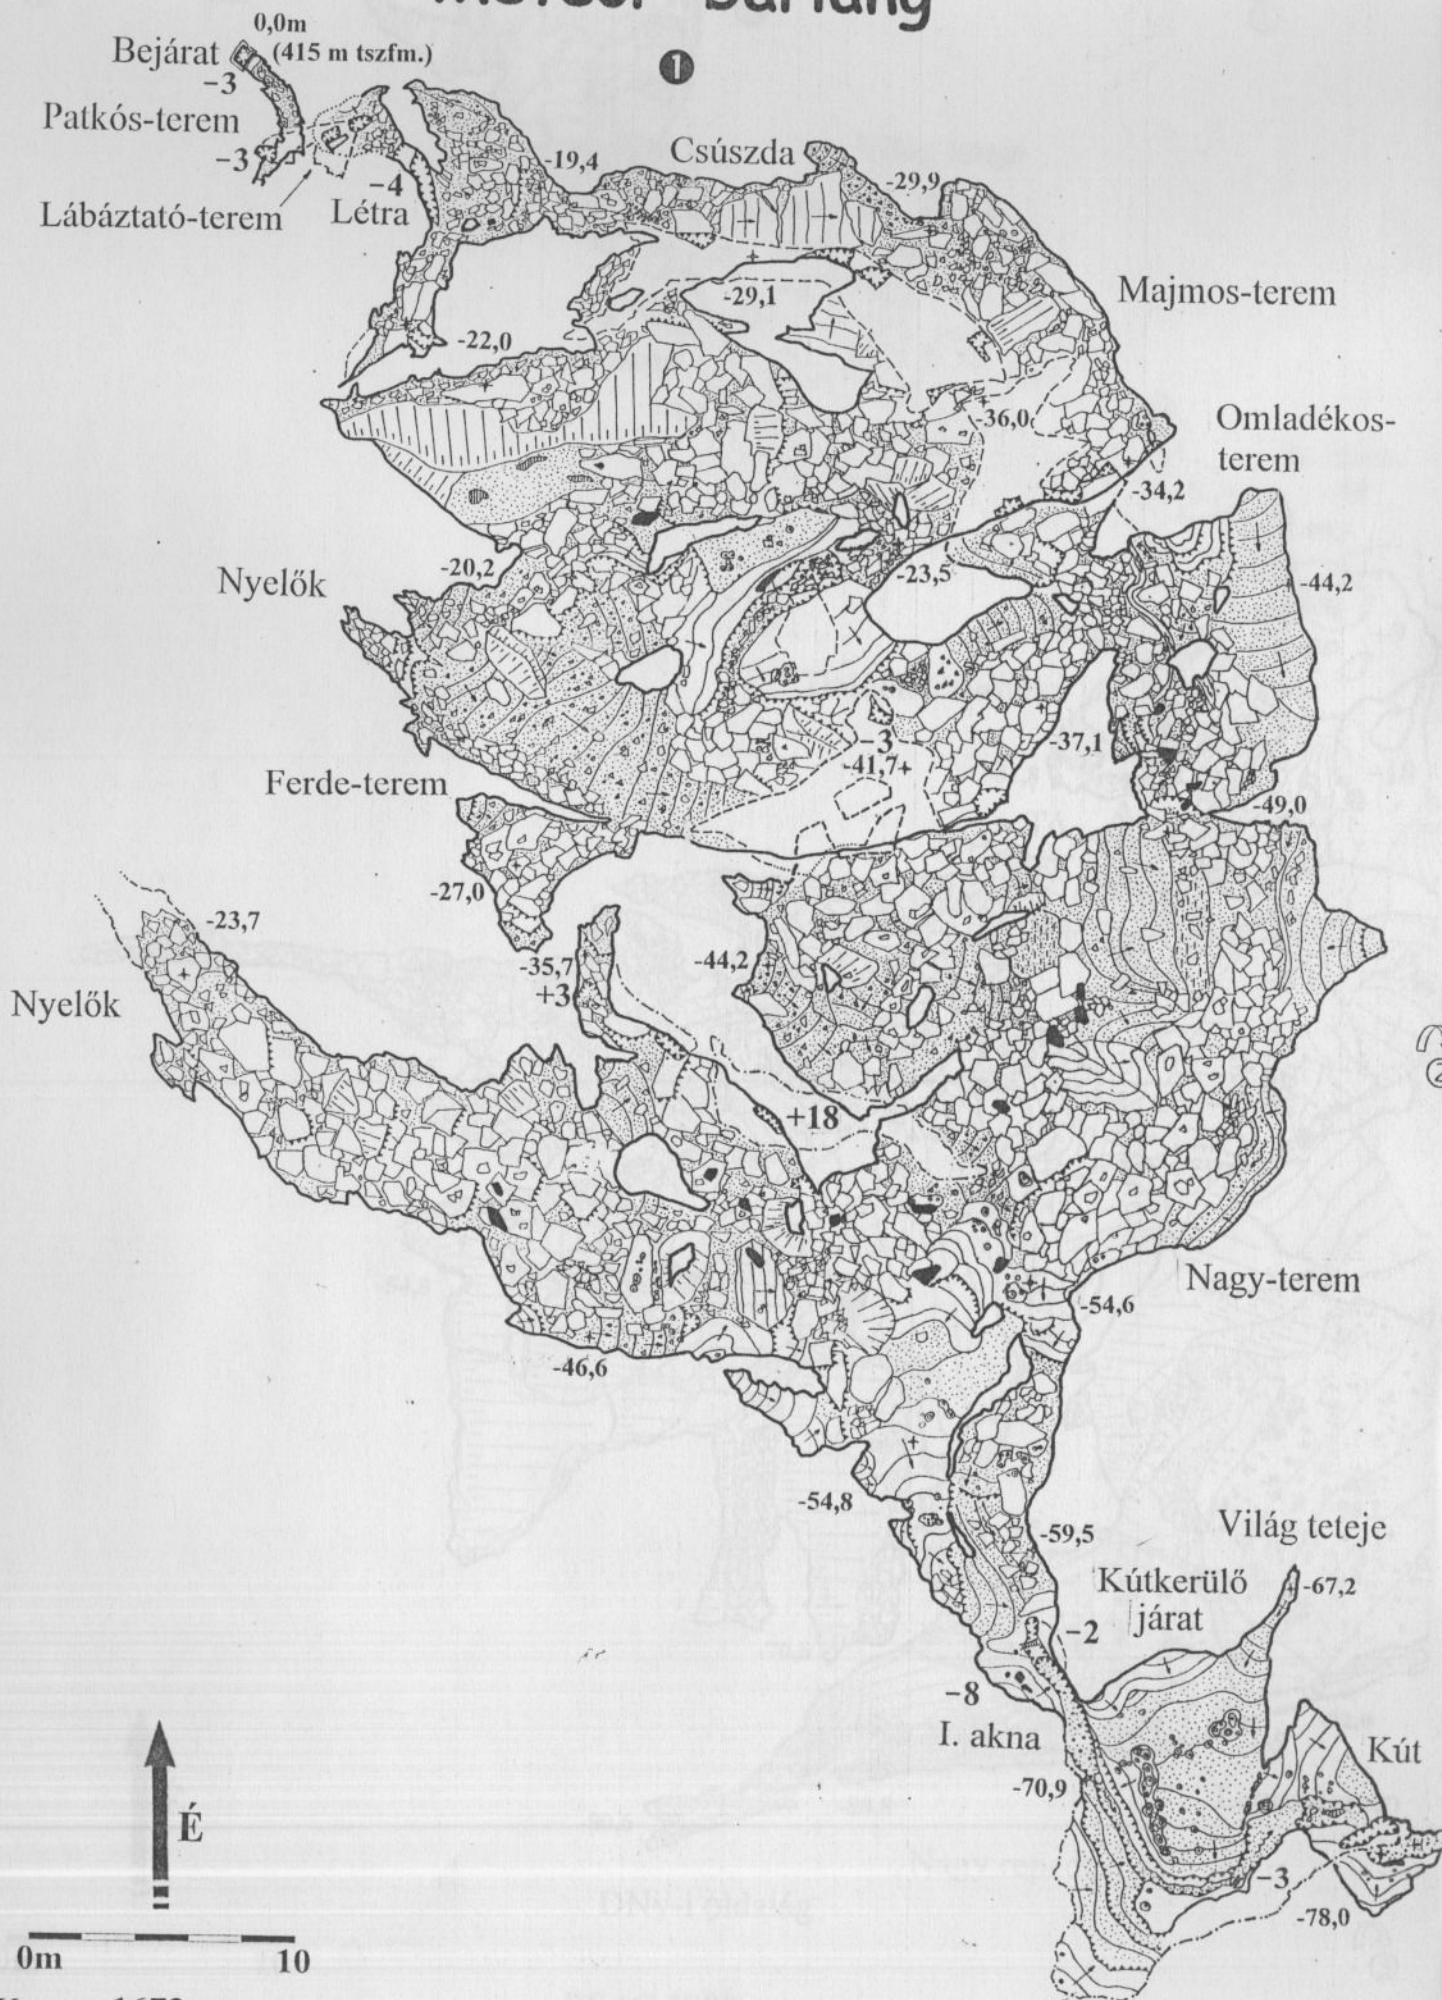 barlang
❶
0,0m
Bejárat
(415 m tszfm.)
-3
Patkós-terem
-3
Csúszda
-19,4
-29,9
-4
Lábáztató-terem
Létra
-29,1
Majmos-terem
-22,0
-36,0
Omladékos-
terem
-34,2
-20,2
-23,5
-44,2
Nyelők
-3
-37,1
-41,7
Ferde-terem
-49,0
-27,0
-23,7
-35,7
-44,2
+3
Nyelők
+18
Nagy-terem
-54,6
-46,6
-54,8
-59,5
Világ teteje
Kútkerülő
járat
-67,2
-2
-8
I. akna
Kút
-70,9
É
-3
-78,0
0m
10